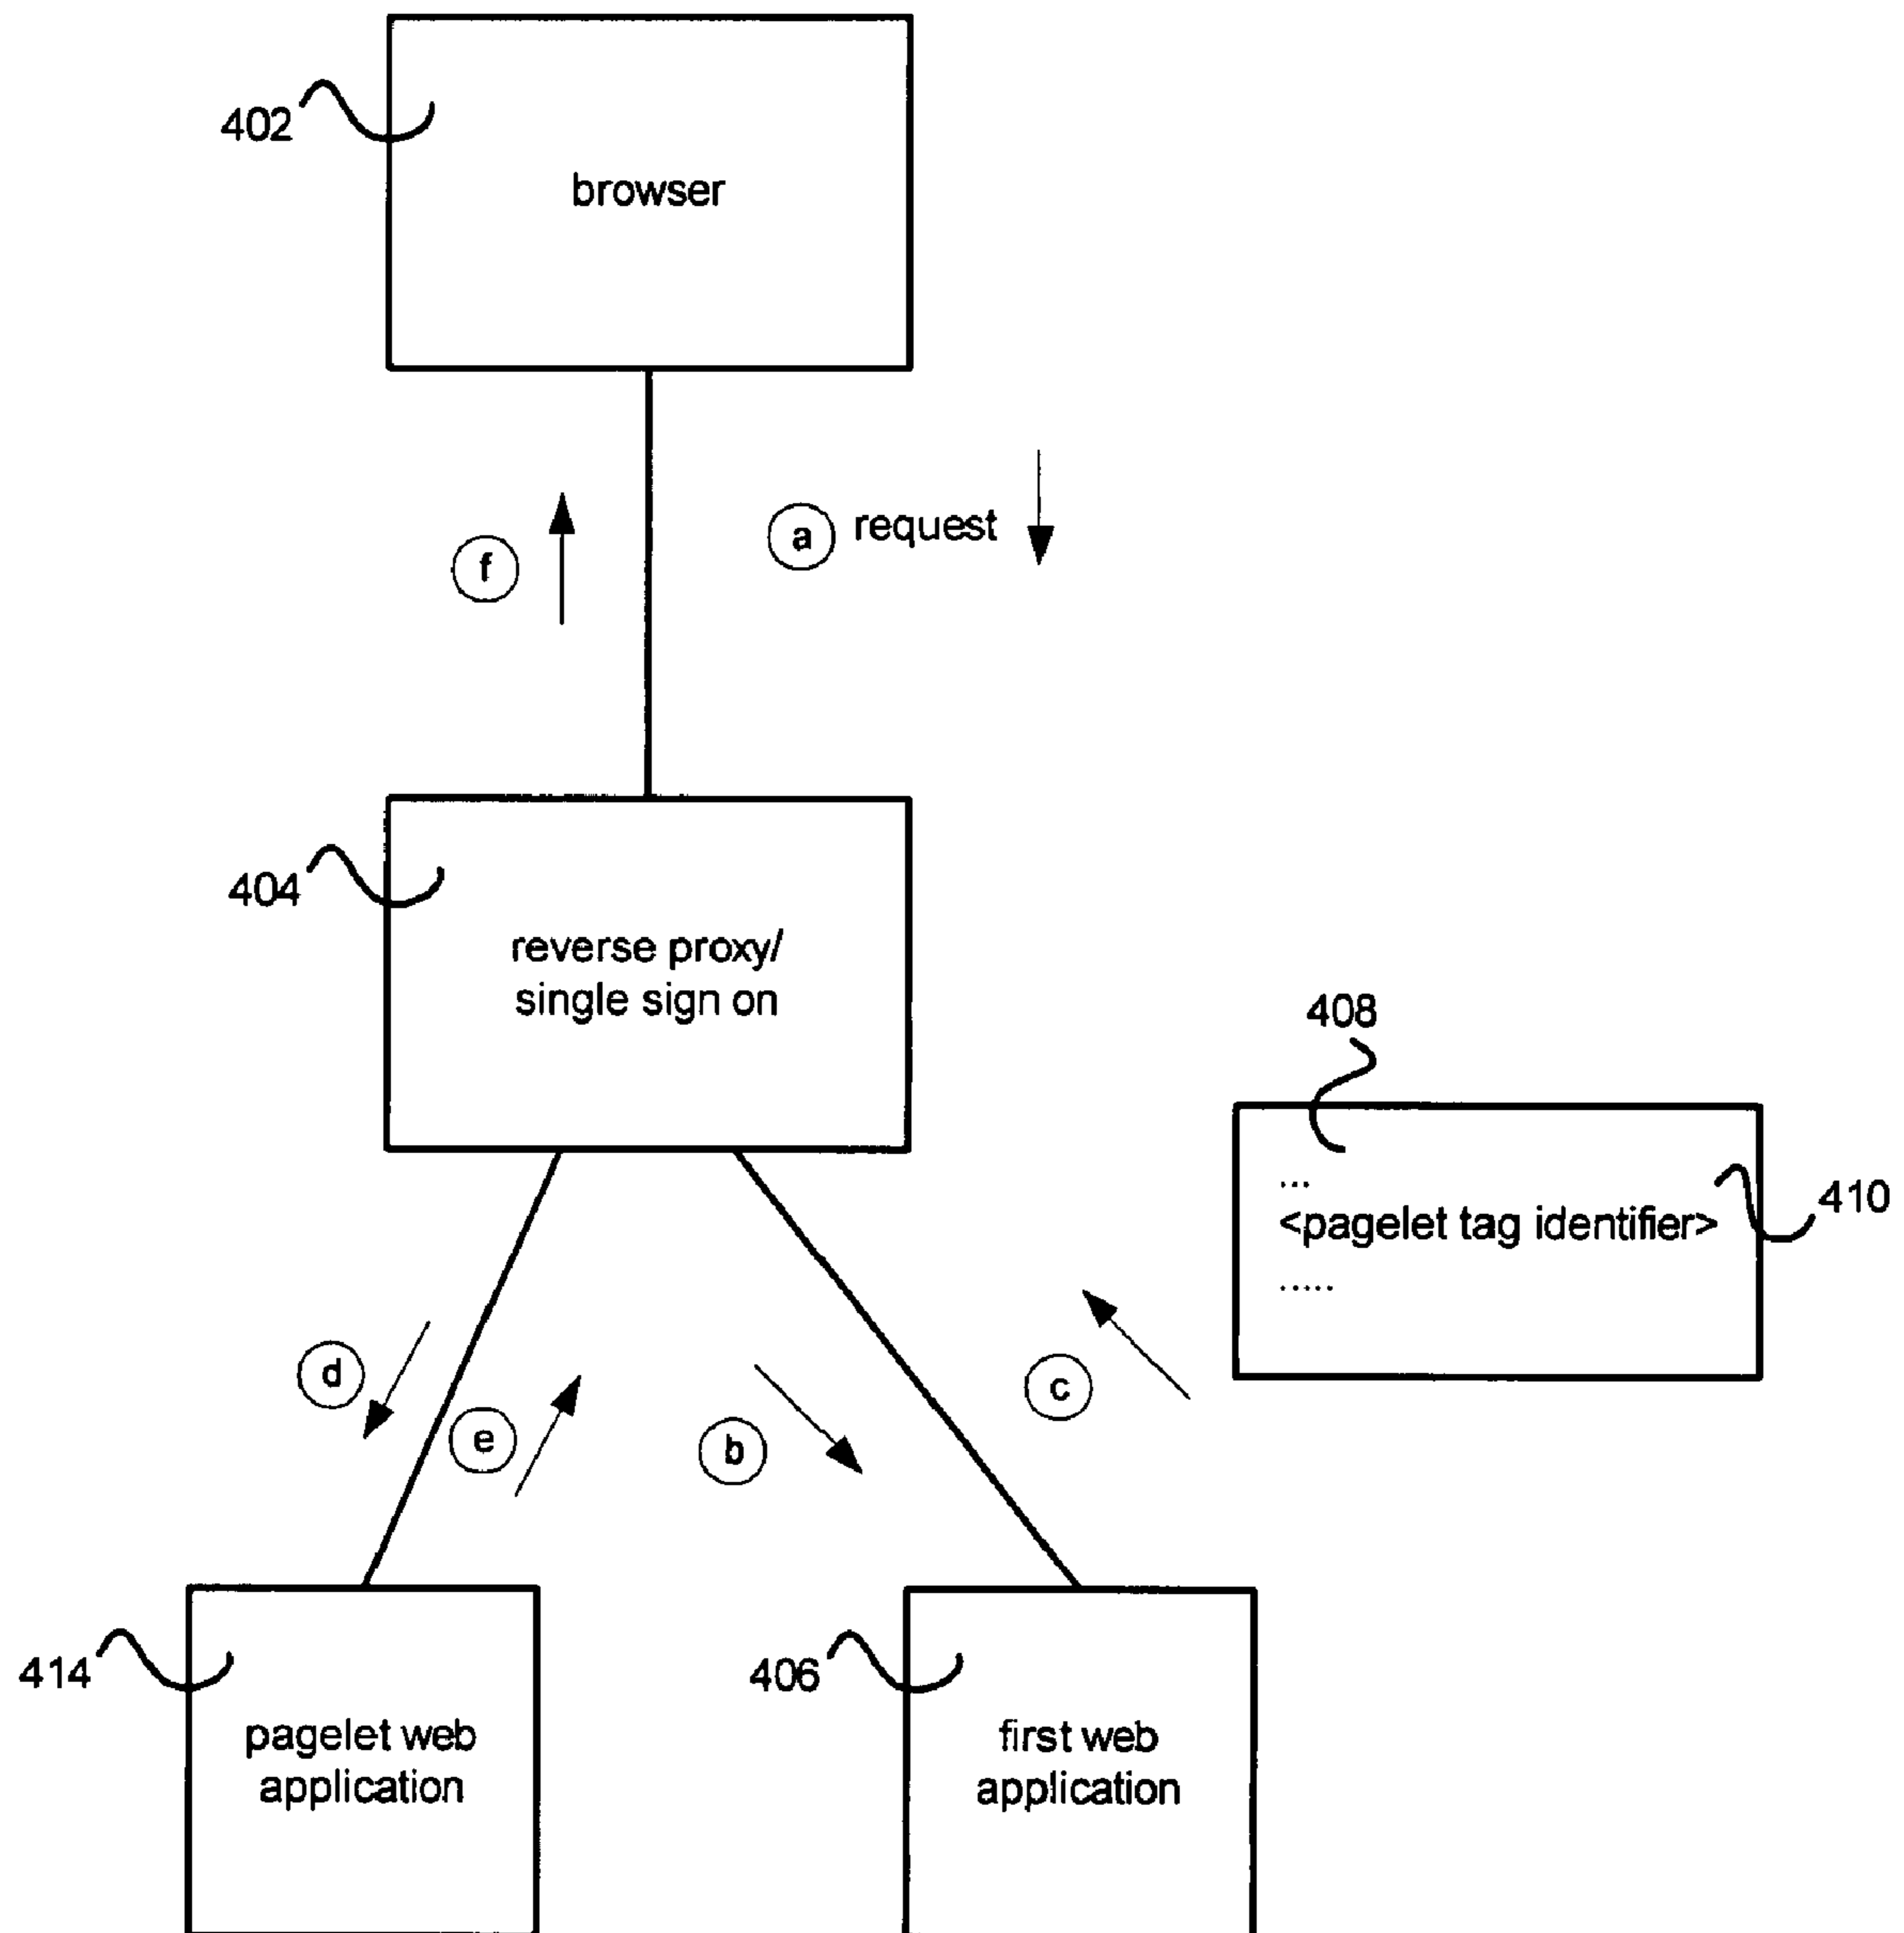 402
browser
a request
f
404
reverse proxy/
single sign on
408
...
<pagelet tag identifier>
.....
410
d
e
b
c
414
pagelet web
application
406
first web
application